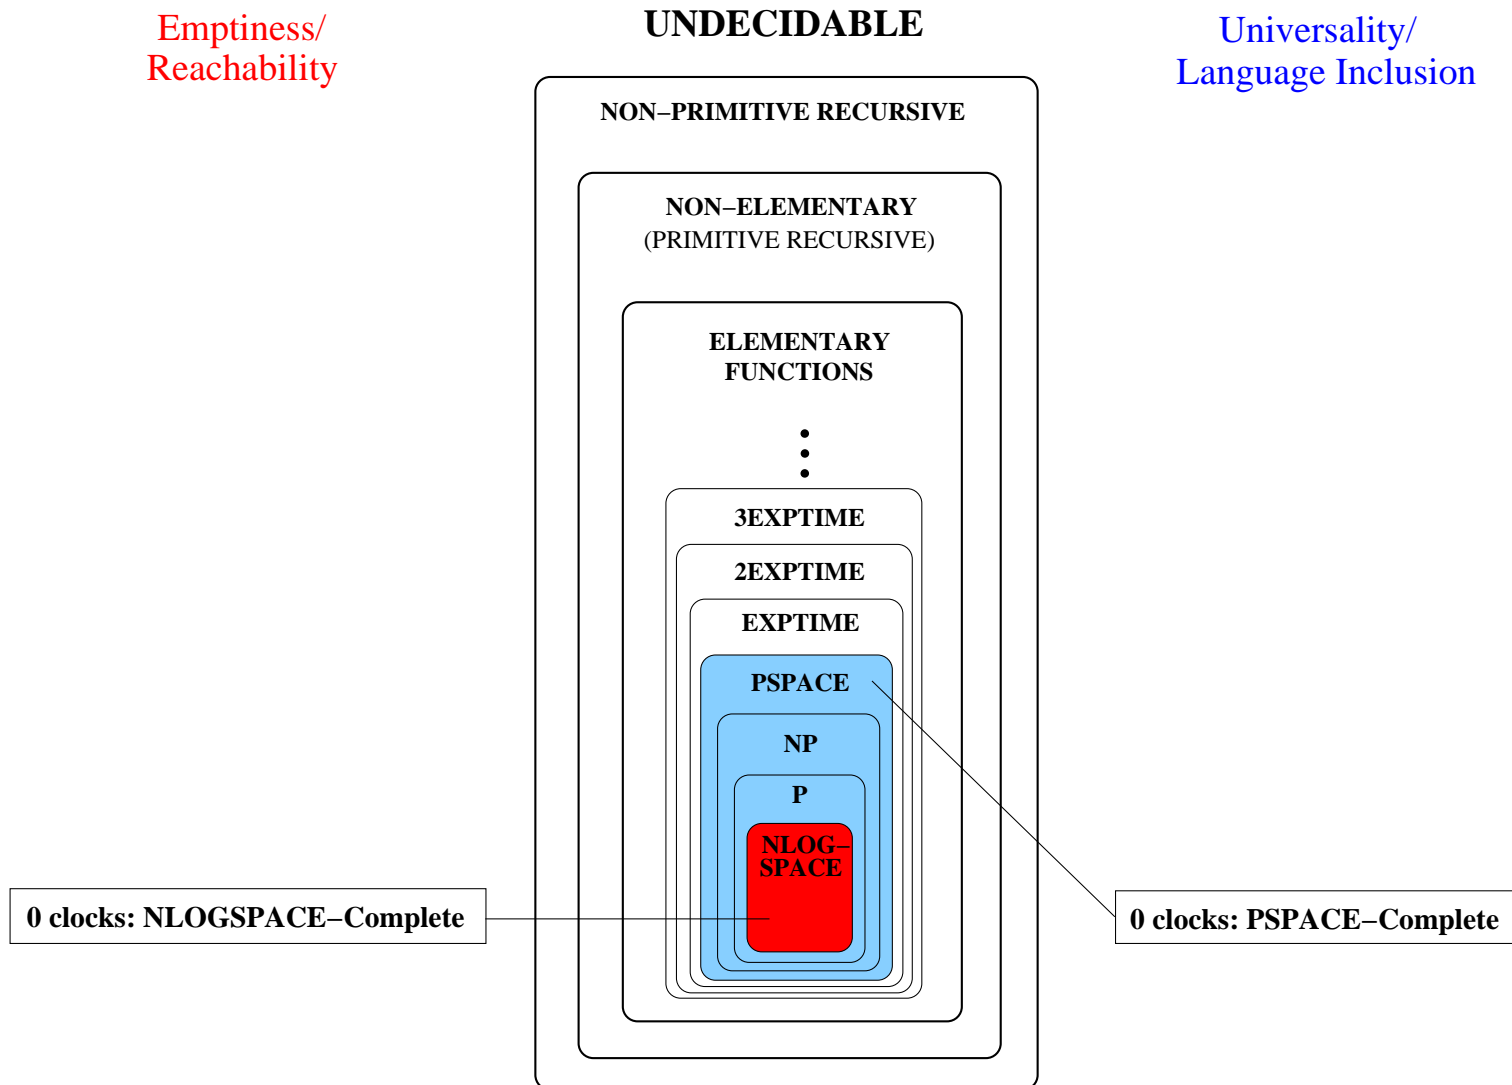 Emptiness/
Reachability
UNDECIDABLE
Universality/
Language Inclusion
NON–PRIMITIVE RECURSIVE
NON–ELEMENTARY
(PRIMITIVE RECURSIVE)
ELEMENTARY
FUNCTIONS
3EXPTIME
2EXPTIME
EXPTIME
PSPACE
NP
P
NLOG–
SPACE
0 clocks: NLOGSPACE–Complete
0 clocks: PSPACE–Complete